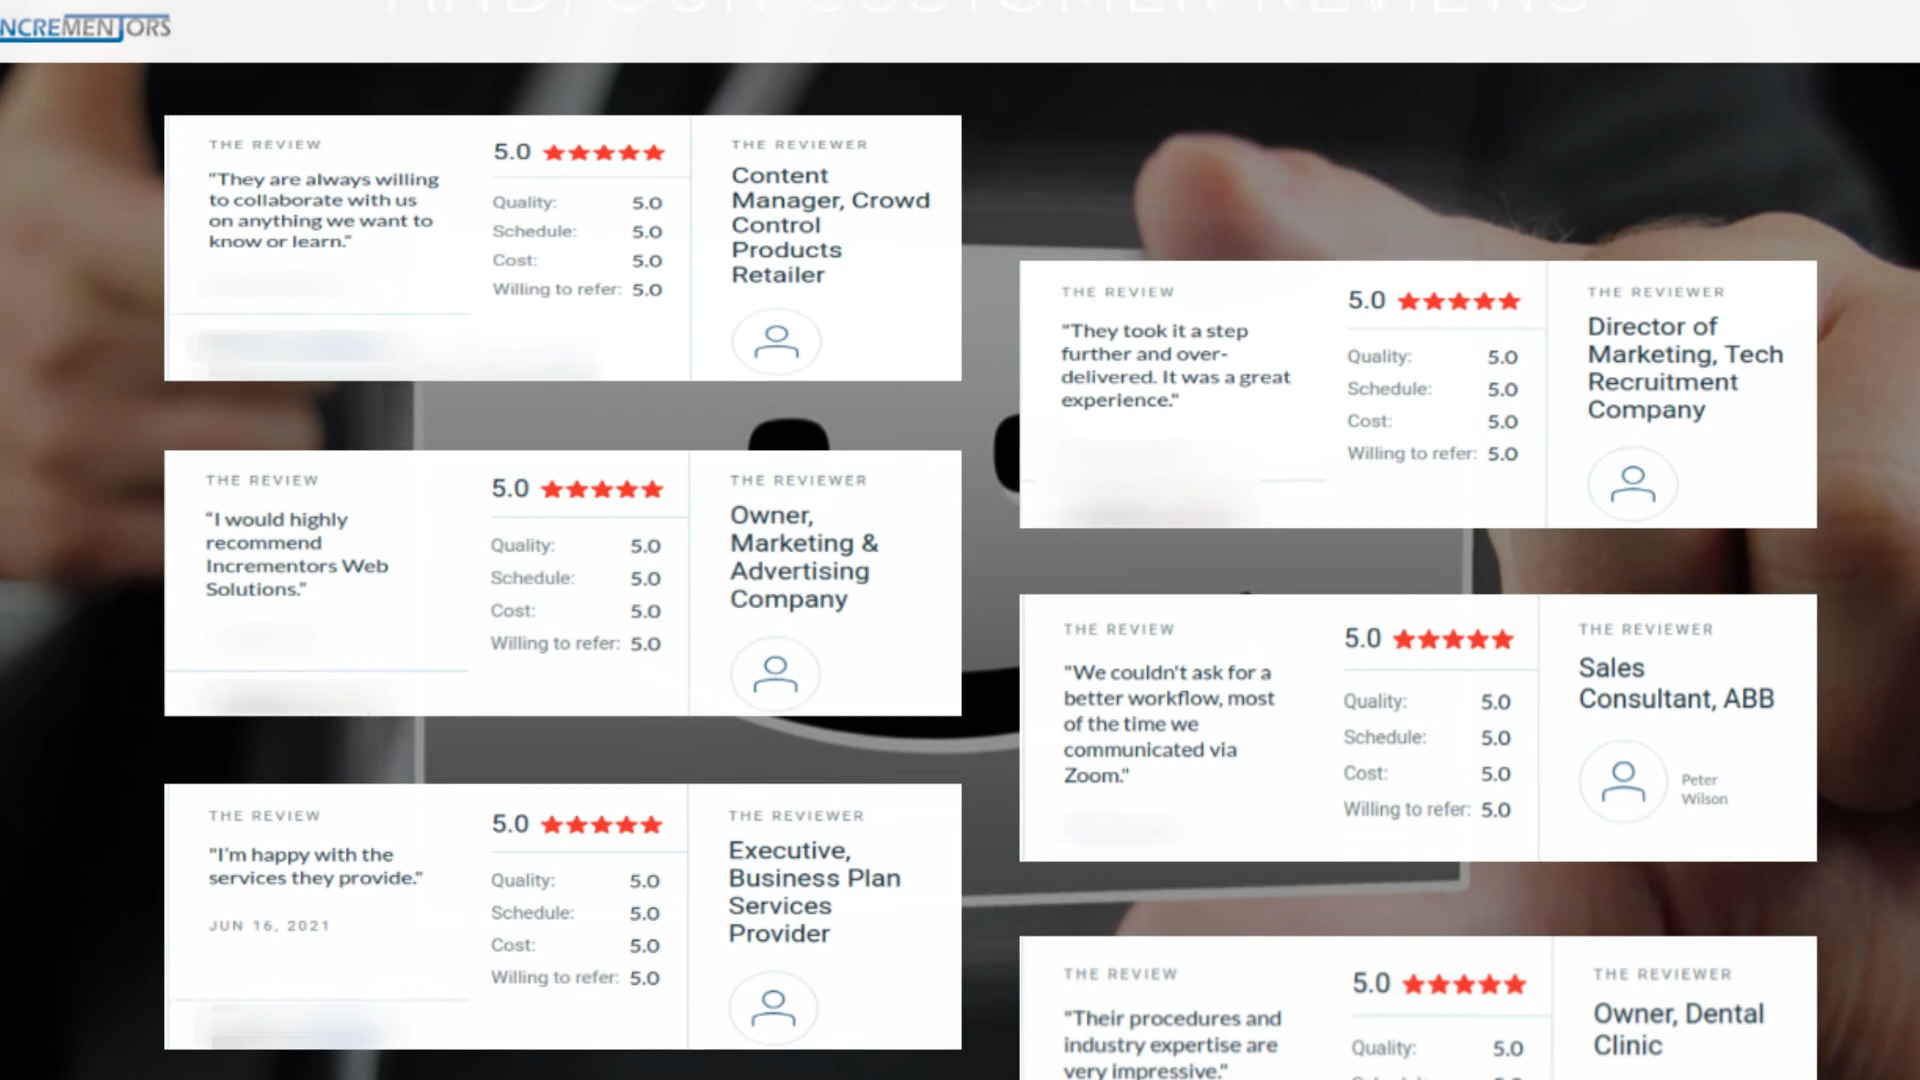 AND, OUR CUSTOMER REVIEWS
INCREMENTORS
THE REVIEW
"They are always willing
to collaborate with us
on anything we want to
know or learn."
5.0
Quality: 5.0
Schedule: 5.0
Cost: 5.0
Willing to refer: 5.0
THE REVIEWER
Content
Manager, Crowd
Control
Products
Retailer
THE REVIEW
"They took it a step
further and over-
delivered. It was a great
experience."
5.0
Quality: 5.0
Schedule: 5.0
Cost: 5.0
Willing to refer: 5.0
THE REVIEWER
Director of
Marketing, Tech
Recruitment
Company
THE REVIEW
"I would highly
recommend
Incrementors Web
Solutions."
5.0
Quality: 5.0
Schedule: 5.0
Cost: 5.0
Willing to refer: 5.0
THE REVIEWER
Owner,
Marketing &
Advertising
Company
THE REVIEW
"We couldn't ask for a
better workflow, most
of the time we
communicated via
Zoom."
5.0
Quality: 5.0
Schedule: 5.0
Cost: 5.0
Willing to refer: 5.0
THE REVIEWER
Sales
Consultant, ABB
Peter
Wilson
THE REVIEW
"I'm happy with the
services they provide."
JUN 16, 2021
5.0
Quality: 5.0
Schedule: 5.0
Cost: 5.0
Willing to refer: 5.0
THE REVIEWER
Executive,
Business Plan
Services
Provider
THE REVIEW
"Their procedures and
industry expertise are
very impressive."
5.0
Quality: 5.0
THE REVIEWER
Owner, Dental
Clinic